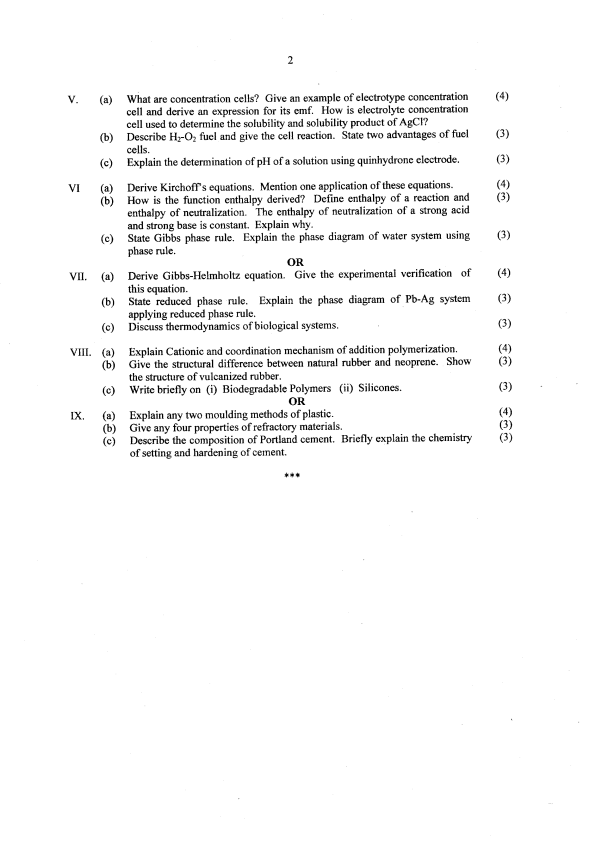 2
V. (a) What are concentration cells? Give an example of electrotype concentration (4)
cell and derive an expression for its emf. How is electrolyte concentration
cell used to determine the solubility and solubility product of AgCl?
(b) Describe H₂-O₂ fuel and give the cell reaction. State two advantages of fuel (3)
cells.
(c) Explain the determination of pH of a solution using quinhydrone electrode. (3)
VI (a) Derive Kirchoff's equations. Mention one application of these equations. (4)
(b) How is the function enthalpy derived? Define enthalpy of a reaction and (3)
enthalpy of neutralization. The enthalpy of neutralization of a strong acid
and strong base is constant. Explain why.
(c) State Gibbs phase rule. Explain the phase diagram of water system using (3)
phase rule.
OR
VII. (a) Derive Gibbs-Helmholtz equation. Give the experimental verification of (4)
this equation.
(b) State reduced phase rule. Explain the phase diagram of Pb-Ag system (3)
applying reduced phase rule.
(c) Discuss thermodynamics of biological systems. (3)
VIII. (a) Explain Cationic and coordination mechanism of addition polymerization. (4)
(b) Give the structural difference between natural rubber and neoprene. Show (3)
the structure of vulcanized rubber.
(c) Write briefly on (i) Biodegradable Polymers (ii) Silicones. (3)
OR
IX. (a) Explain any two moulding methods of plastic. (4)
(b) Give any four properties of refractory materials. (3)
(c) Describe the composition of Portland cement. Briefly explain the chemistry (3)
of setting and hardening of cement.
***